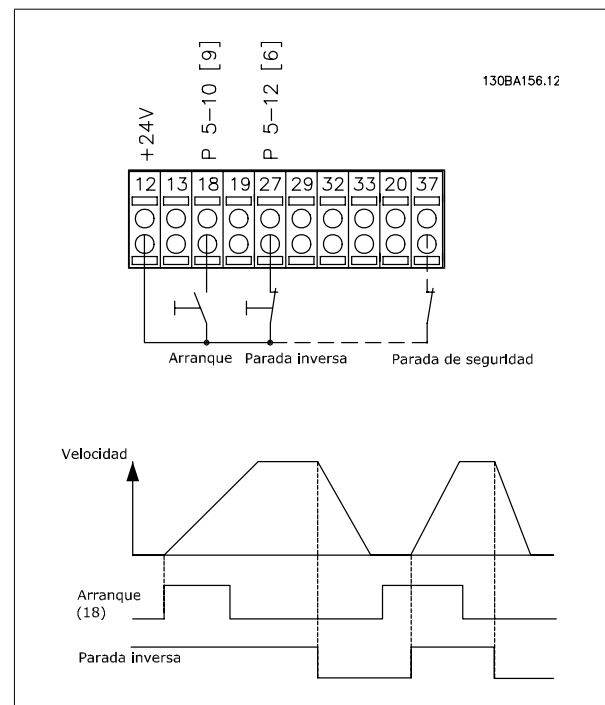 130BA156.12
+24V
P 5-10 [9]
P 5-12 [6]
12 13 18 19 27 29 32 33 20 37
Arranque Parada inversa Parada de seguridad
Velocidad
Arranque
(18)
Parada inversa